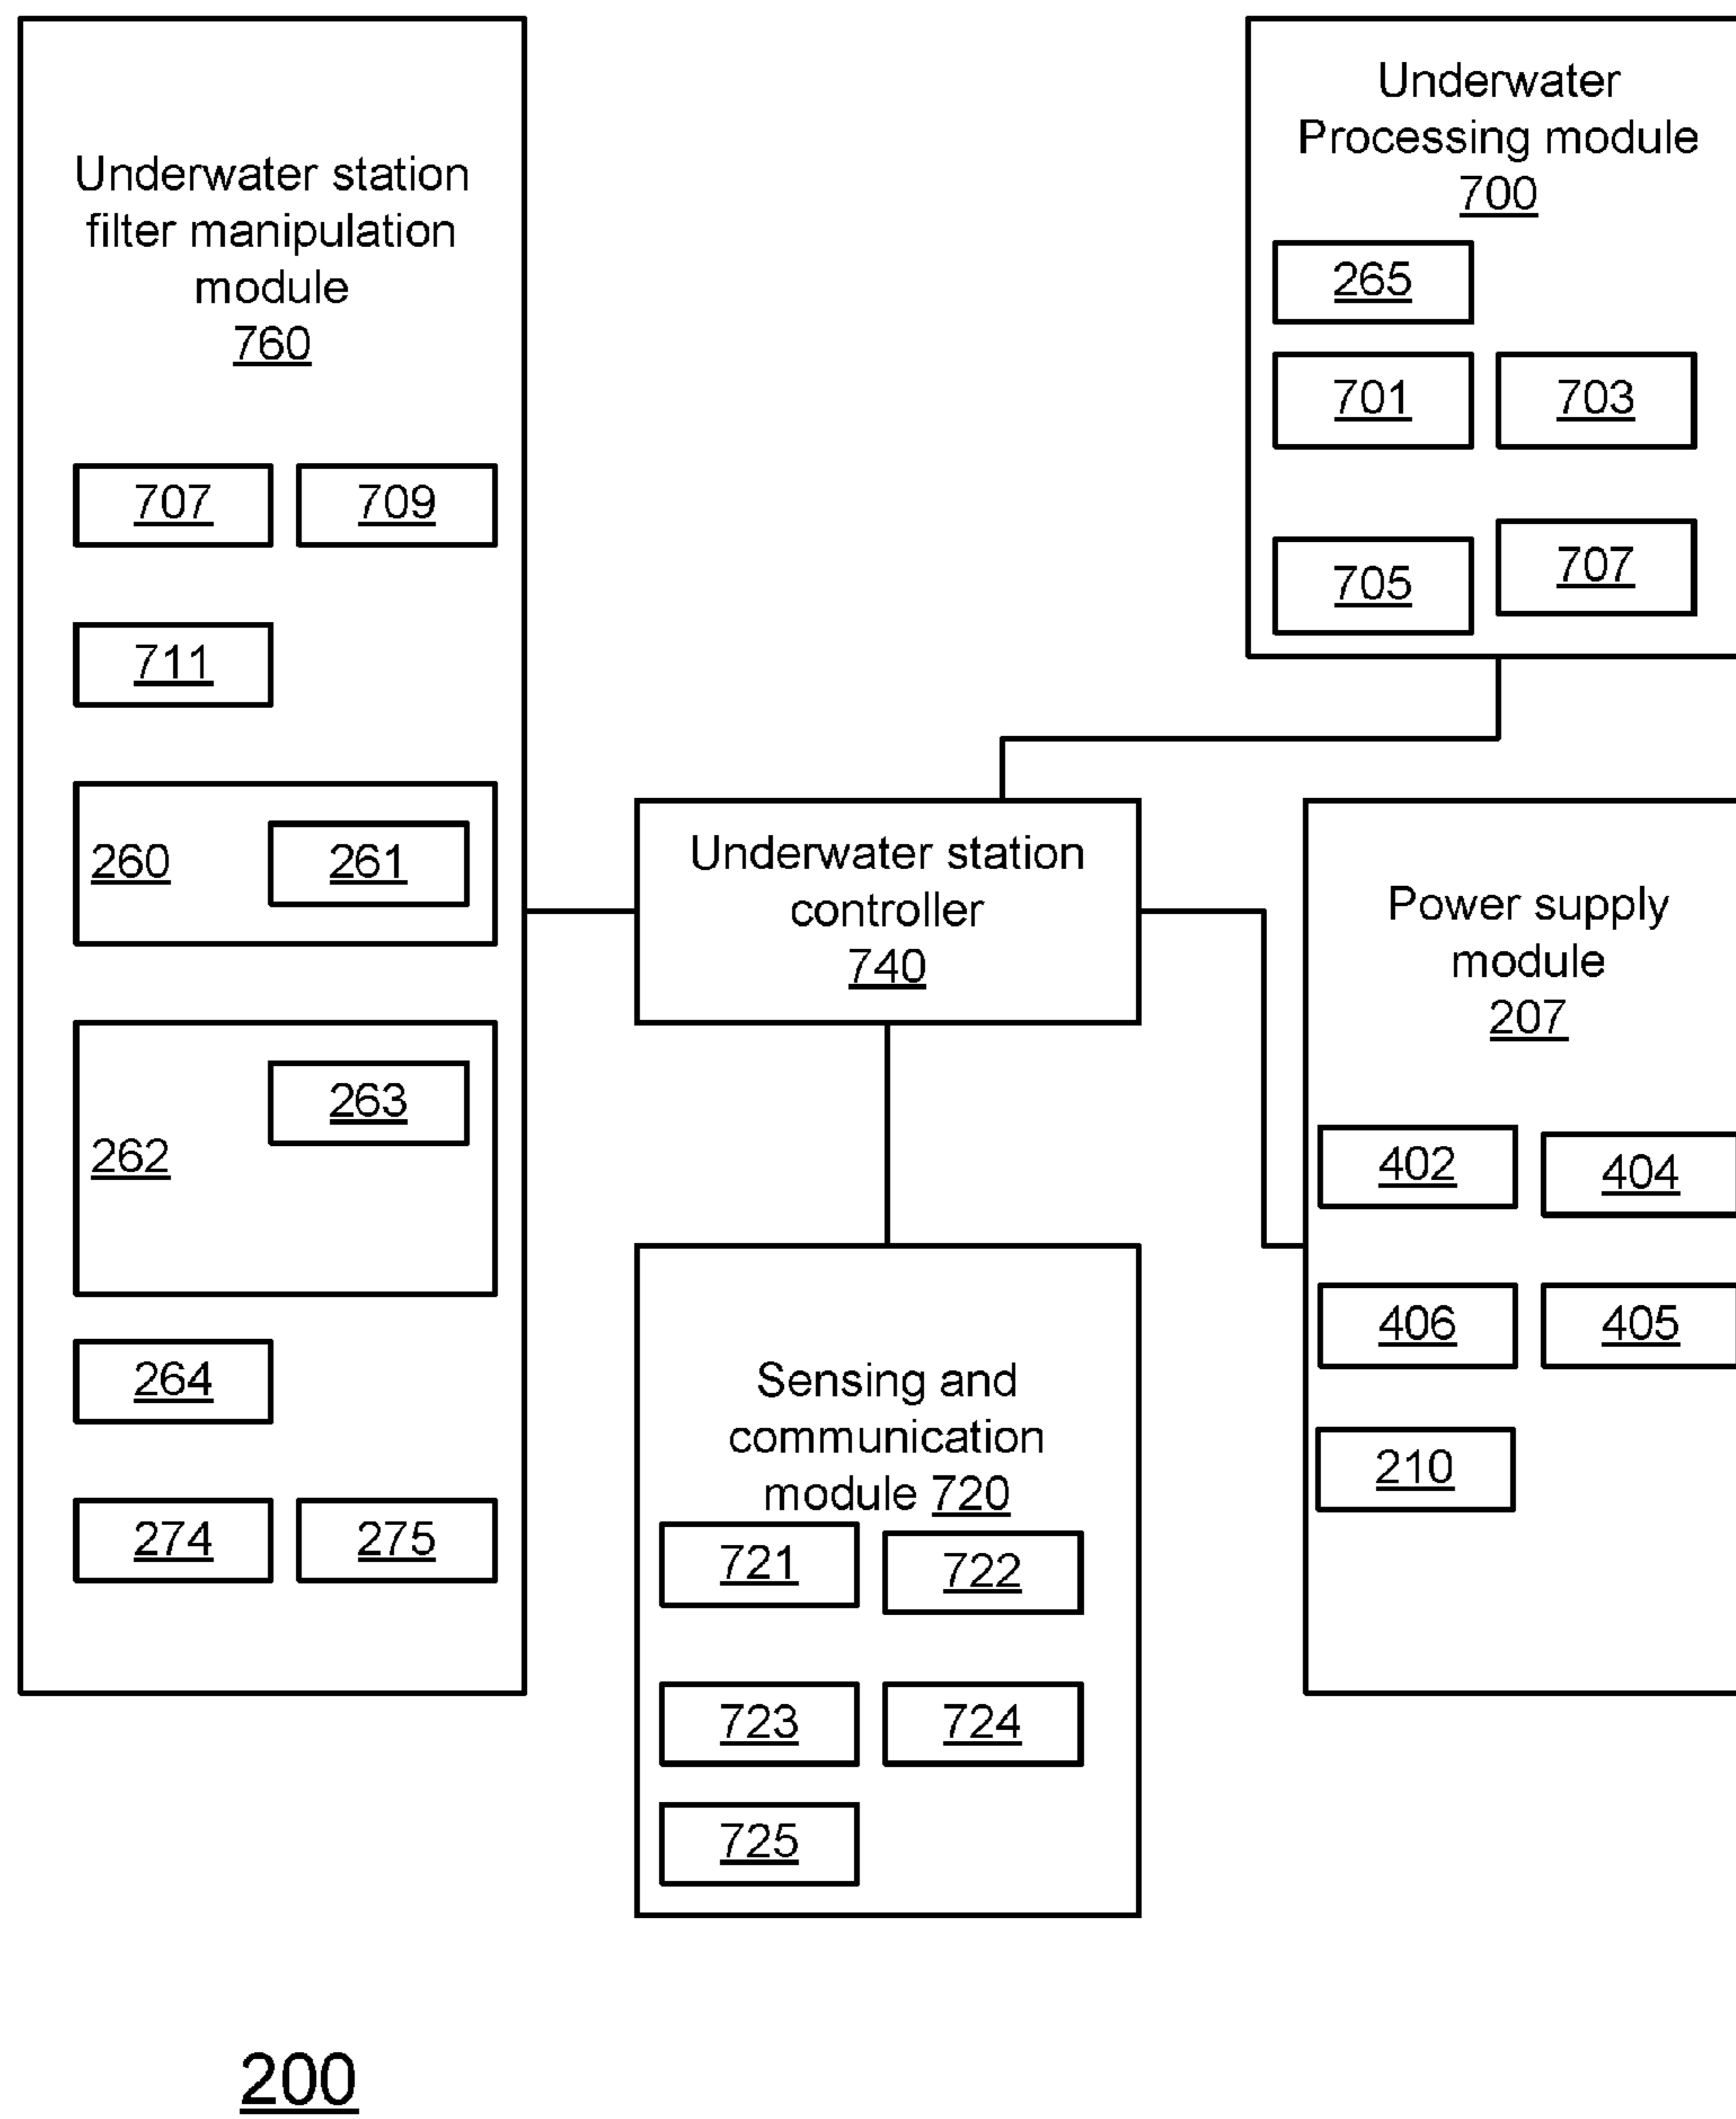 Underwater station
filter manipulation
module
760
707 709
711
260 261
263
262
264
274 275
Underwater
Processing module
700
265
701 703
705 707
Underwater station
controller
740
Power supply
module
207
402 404
406 405
210
Sensing and
communication
module 720
721 722
723 724
725
200